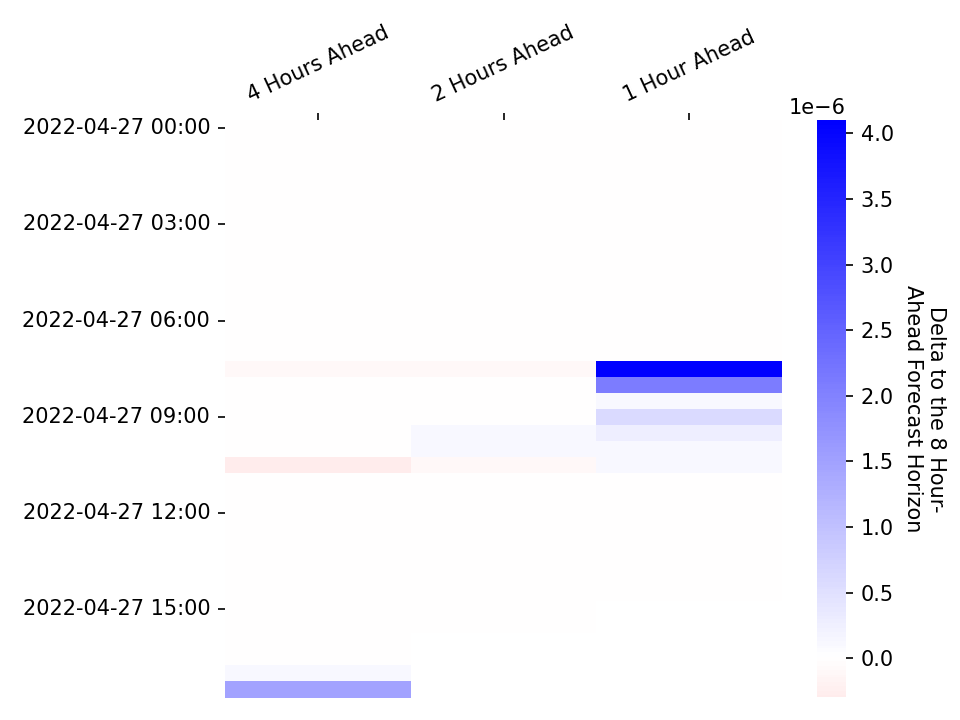 4 Hours Ahead
2 Hours Ahead
1 Hour Ahead
1e−6
2022-04-27 00:00
2022-04-27 03:00
2022-04-27 06:00
2022-04-27 09:00
2022-04-27 12:00
2022-04-27 15:00
4.0
3.5
3.0
2.5
2.0
1.5
1.0
0.5
0.0
Delta to the 8 Hour-
Ahead Forecast Horizon